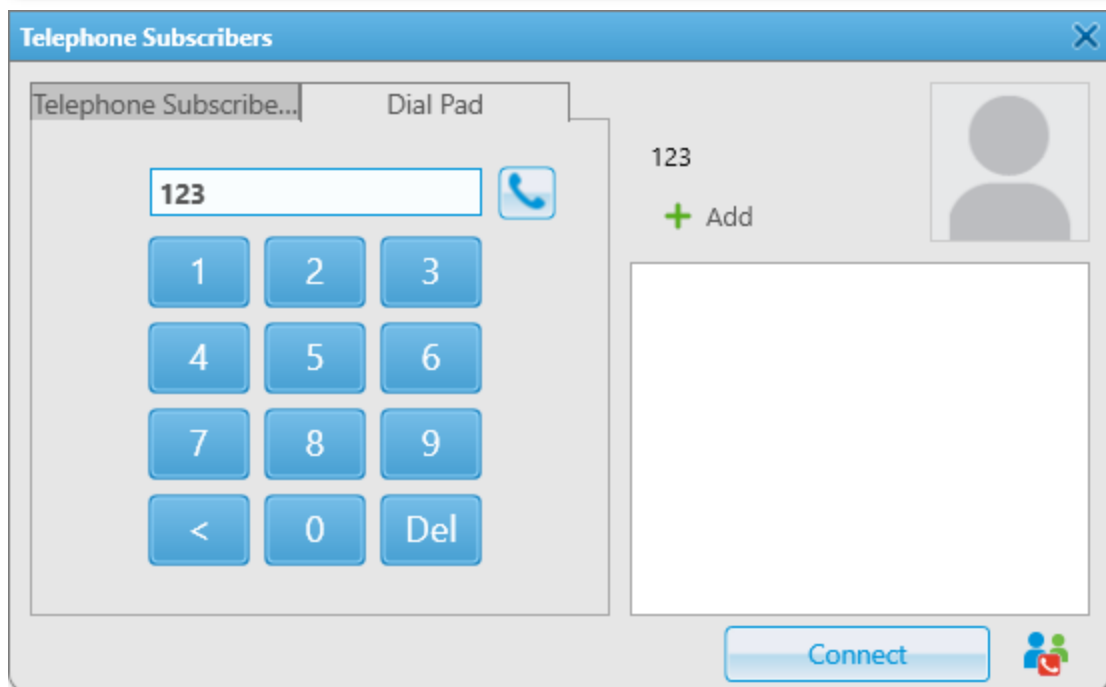 Telephone Subscribers
Telephone Subscribe...
Dial Pad
123
1 2 3
4 5 6
7 8 9
< 0 Del
123
Add
Connect